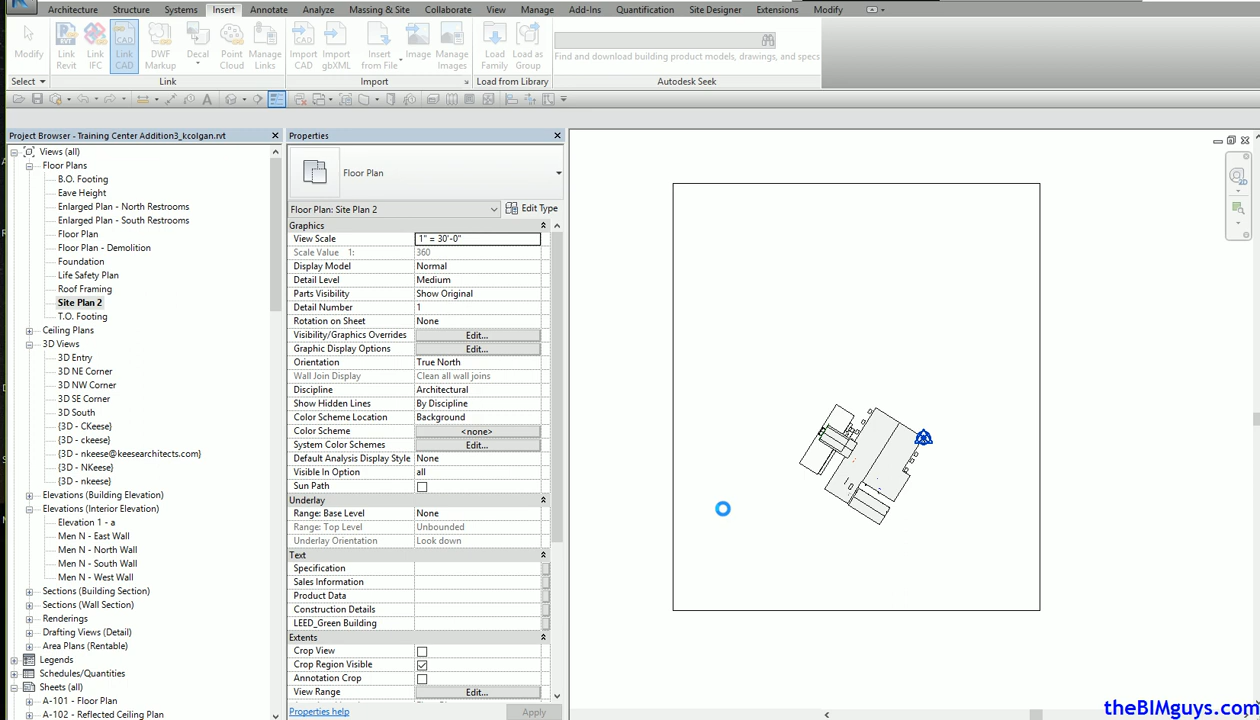 Architecture Structure Systems Insert Annotate Analyze Massing & Site Collaborate View Manage Add-Ins Quantification Site Designer Extensions Modify
Modify
Link Revit
Link IFC
Link CAD
DWF Markup
Decal
Point Cloud
Manage Links
Import CAD
Import gbXML
Insert from File
Image
Manage Images
Load Family
Load as Group
Find and download building product models, drawings, and specs
Select Link Import Load from Library Autodesk Seek
Project Browser - Training Center Addition3_kcolgan.rvt
Views (all)
Floor Plans
B.O. Footing
Eave Height
Enlarged Plan - North Restrooms
Enlarged Plan - South Restrooms
Floor Plan
Floor Plan - Demolition
Foundation
Life Safety Plan
Roof Framing
Site Plan 2
T.O. Footing
Ceiling Plans
3D Views
3D Entry
3D NE Corner
3D NW Corner
3D SE Corner
3D South
{3D - CKeese}
{3D - ckeese}
{3D - nkeese@keesearchitects.com}
{3D - NKeese}
{3D - nkeese}
Elevations (Building Elevation)
Elevations (Interior Elevation)
Elevation 1 - a
Men N - East Wall
Men N - North Wall
Men N - South Wall
Men N - West Wall
Sections (Building Section)
Sections (Wall Section)
Renderings
Drafting Views (Detail)
Area Plans (Rentable)
Legends
Schedules/Quantities
Sheets (all)
A-101 - Floor Plan
A-102 - Reflected Ceiling Plan
Properties
Floor Plan
Floor Plan: Site Plan 2 Edit Type
Graphics
View Scale 1" = 30'-0"
Scale Value 1: 360
Display Model Normal
Detail Level Medium
Parts Visibility Show Original
Detail Number 1
Rotation on Sheet None
Visibility/Graphics Overrides Edit...
Graphic Display Options Edit...
Orientation True North
Wall Join Display Clean all wall joins
Discipline Architectural
Show Hidden Lines By Discipline
Color Scheme Location Background
Color Scheme <none>
System Color Schemes Edit...
Default Analysis Display Style None
Visible In Option all
Sun Path
Underlay
Range: Base Level None
Range: Top Level Unbounded
Underlay Orientation Look down
Text
Specification
Sales Information
Product Data
Construction Details
LEED_Green Building
Extents
Crop View
Crop Region Visible
Annotation Crop
View Range Edit...
Properties help Apply
theBIMguys.com